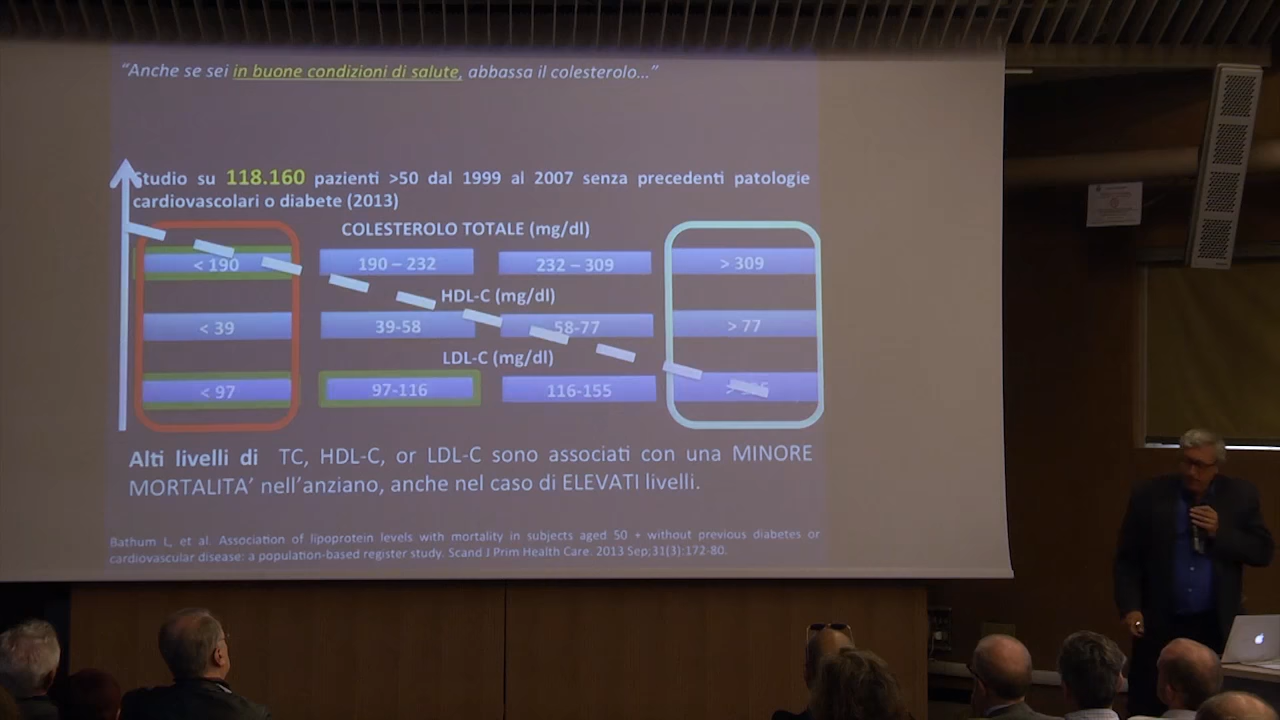 “Anche se sei in buone condizioni di salute, abbassa il colesterolo...”
Studio su 118.160 pazienti >50 dal 1999 al 2007 senza precedenti patologie
cardiovascolari o diabete (2013)
COLESTEROLO TOTALE (mg/dl)
< 190 190 – 232 232 – 309 > 309
HDL-C (mg/dl)
< 39 39-58 58-77 > 77
LDL-C (mg/dl)
< 97 97-116 116-155
Alti livelli di TC, HDL-C, or LDL-C sono associati con una MINORE
MORTALITA’ nell’anziano, anche nel caso di ELEVATI livelli.
Bathum L, et al. Association of lipoprotein levels with mortality in subjects aged 50 + without previous diabetes or
cardiovascular disease: a population-based register study. Scand J Prim Health Care. 2013 Sep;31(3):172-80.